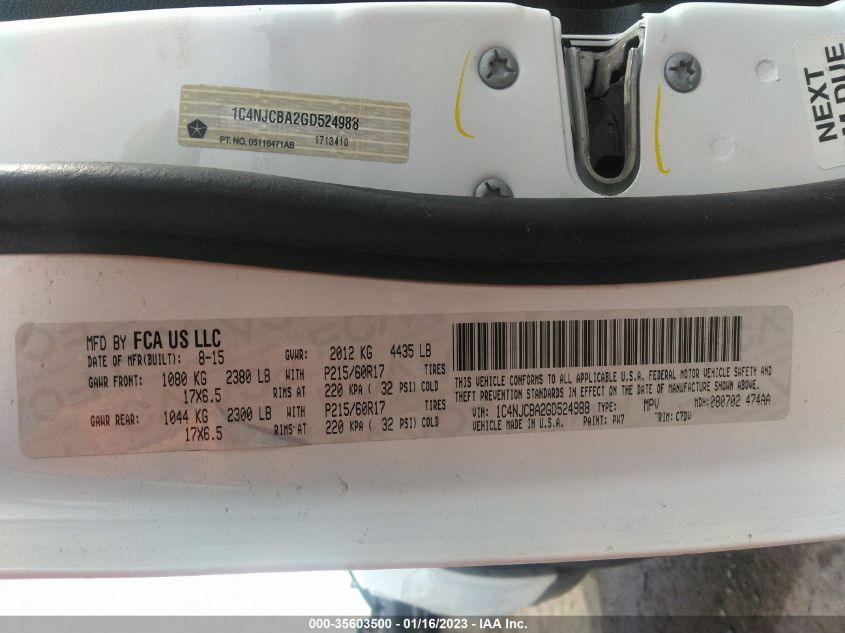 1C4NJCBA2GD524988
PT. NO. 05116471AB 1713410
NEXT
DUE
MFD BY FCA US LLC
DATE OF MFR(BUILT): 8-15 GVWR: 2012 KG 4435 LB
GAWR FRONT: 1080 KG 2380 LB WITH P215/60R17 TIRES
17X6.5 RIMS AT 220 KPA ( 32 PSI) COLD
GAWR REAR: 1044 KG 2300 LB WITH P215/60R17 TIRES
17X6.5 RIMS AT 220 KPA ( 32 PSI) COLD
THIS VEHICLE CONFORMS TO ALL APPLICABLE U.S.A. FEDERAL MOTOR VEHICLE SAFETY AND
THEFT PREVENTION STANDARDS IN EFFECT ON THE DATE OF MANUFACTURE SHOWN ABOVE.
VIN: 1C4NJCBA2GD524988 TYPE: MPV MDH: 080702 474AA
VEHICLE MADE IN U.S.A. PAINT: PW7 TRIM: C7DV
000-35603500 - 01/16/2023 - IAA Inc.